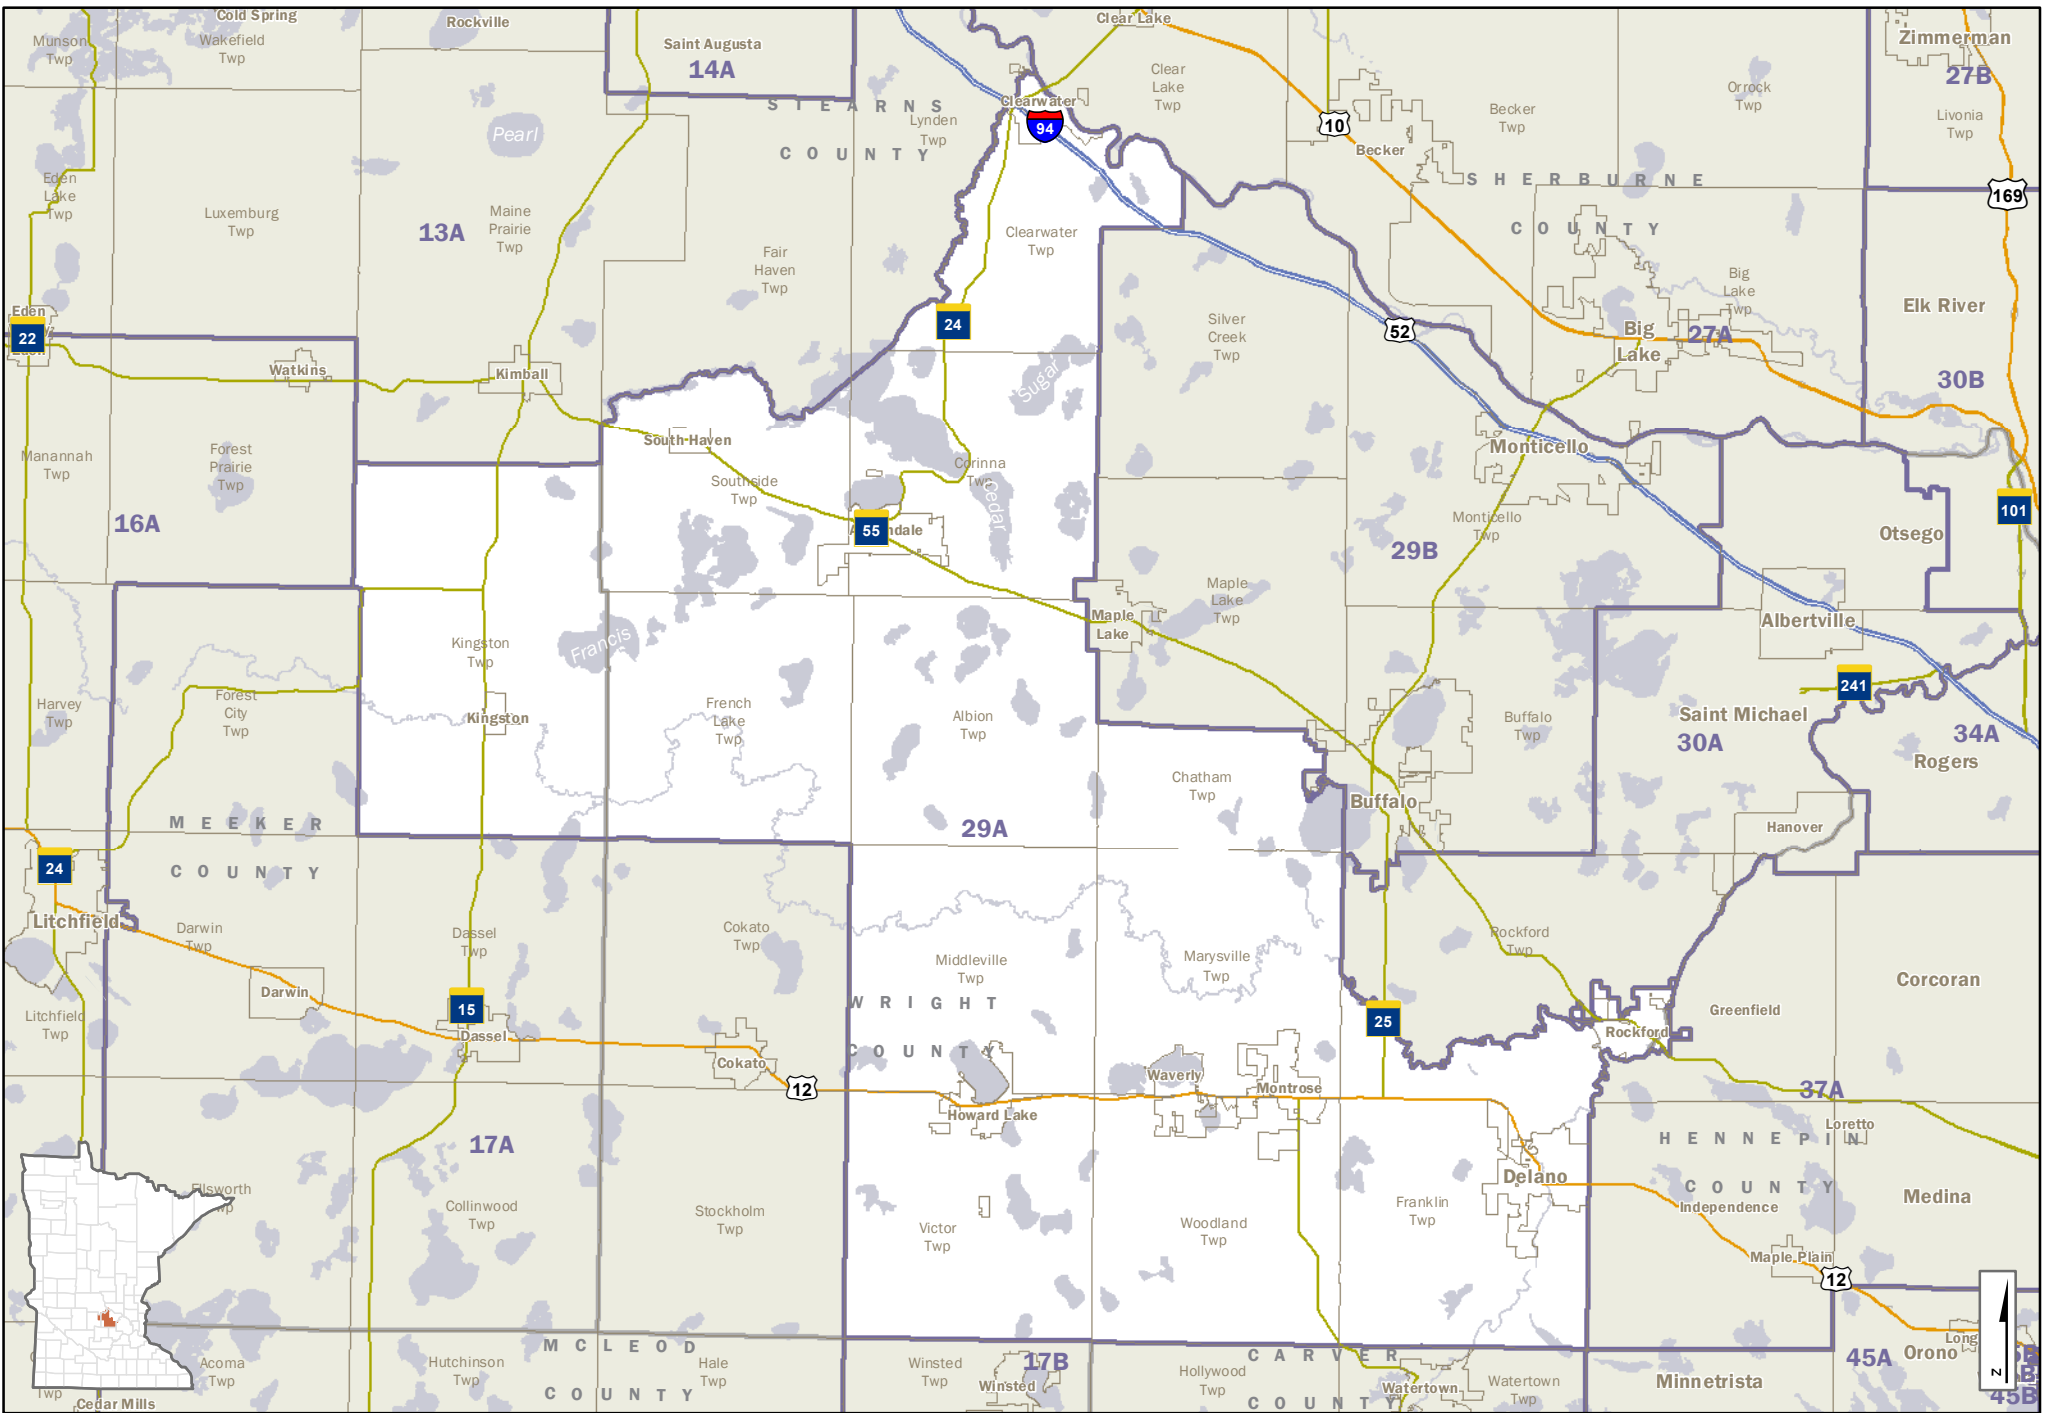 Cold Spring
Rockville
Munson
Twp
Wakefield
Twp
Saint Augusta
14A
Clear Lake
Zimmerman
27B
STEARNS
COUNTY
Lynden
Twp
Clearwater
94
Clear
Lake
Twp
10
Becker
Becker
Twp
Orrock
Twp
Livonia
Twp
Pearl
Eden
Lake
Twp
Luxemburg
Twp
13A
Maine
Prairie
Twp
Fair
Haven
Twp
Clearwater
Twp
SHERBURNE
COUNTY
169
Eden
22
Watkins
Kimball
24
Sugar
Silver
Creek
Twp
52
Big
Lake
Twp
Big
Lake
27A
Elk River
30B
Manannah
Twp
Forest
Prairie
Twp
16A
South Haven
Southside
Twp
Corinna
Twp
Cedar
55
Monticello
Monticello
Twp
29B
101
Otsego
Kingston
Twp
Francis
Maple
Lake
Maple
Lake
Twp
Albertville
241
Harvey
Twp
Forest
City
Twp
Kingston
French
Lake
Twp
Albion
Twp
Chatham
Twp
Buffalo
Twp
Saint Michael
30A
34A
Rogers
MEEKER
COUNTY
29A
Buffalo
Hanover
24
Litchfield
Darwin
Twp
Dassel
Twp
Cokato
Twp
Middleville
Twp
Marysville
Twp
Rockford
Twp
Corcoran
Litchfield
Twp
Darwin
15
Dassel
WRIGHT
COUNTY
25
Rockford
Greenfield
Cokato
12
Howard Lake
Waverly
Montrose
37A
Loretto
HENNEPIN
COUNTY
17A
Collinwood
Twp
Stockholm
Twp
Victor
Twp
Woodland
Twp
Franklin
Twp
Delano
Independence
Medina
Ellsworth
Maple Plain
12
MCLEOD
COUNTY
Acoma
Twp
Twp
Hutchinson
Twp
Hale
Twp
Winsted
Twp
17B
Winsted
Hollywood
Twp
CARVER
COUNTY
Watertown
Watertown
Twp
Minnetrista
45A
Long
Orono
45B
N
Cedar Mills